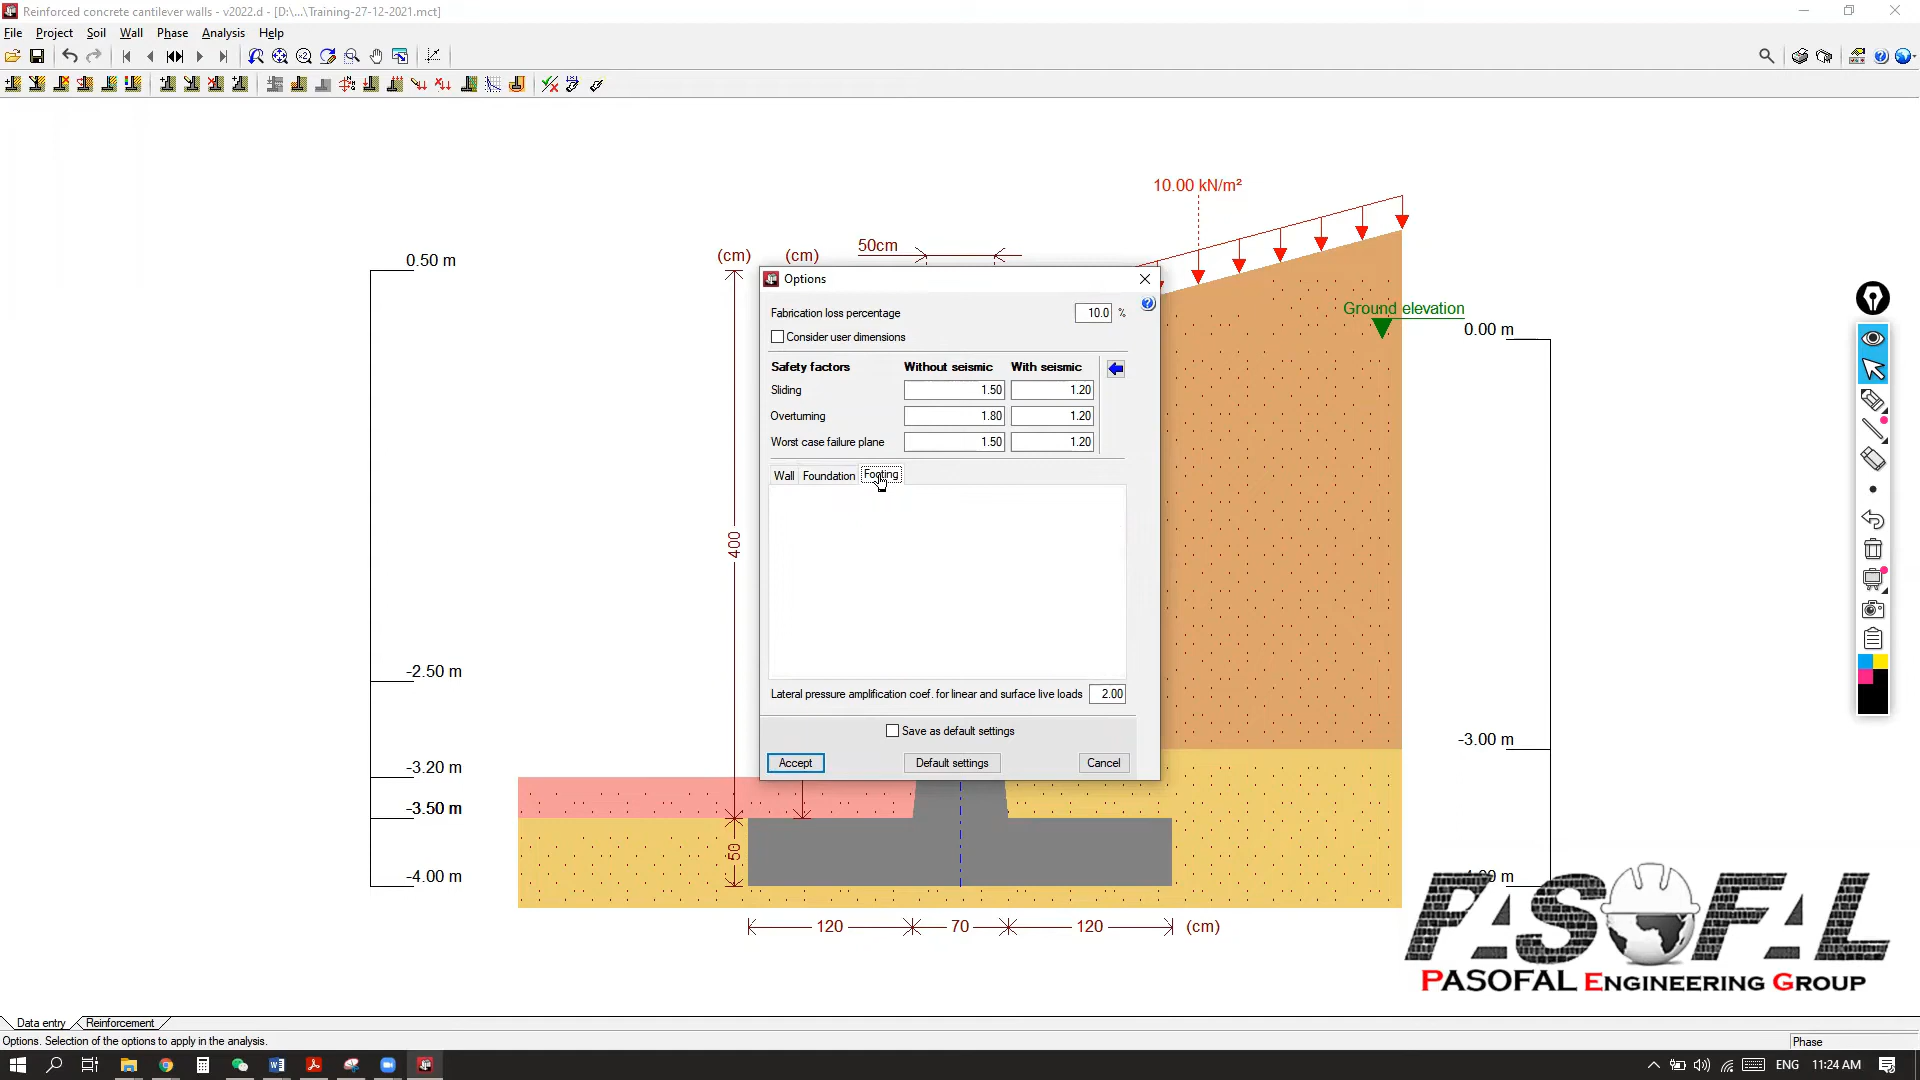 Reinforced concrete cantilever walls - v2022.d - [D:\...\Training-27-12-2021.mct]
File Project Soil Wall Phase Analysis Help
10.00 kN/m²
50cm
(cm) (cm)
0.50 m
Options
Ground elevation
0.00 m
Fabrication loss percentage 10.0 %
Consider user dimensions
Safety factors Without seismic With seismic
Sliding 1.50 1.20
Overturning 1.80 1.20
Worst case failure plane 1.50 1.20
Wall Foundation Footing
400
-2.50 m
Lateral pressure amplification coef. for linear and surface live loads 2.00
Save as default settings
-3.00 m
Accept Default settings Cancel
-3.20 m
-3.50 m
50
-4.00 m
120 70 120 (cm)
PASOFAL
PASOFAL ENGINEERING GROUP
Data entry Reinforcement
Options. Selection of the options to apply in the analysis.
Phase
ENG 11:24 AM